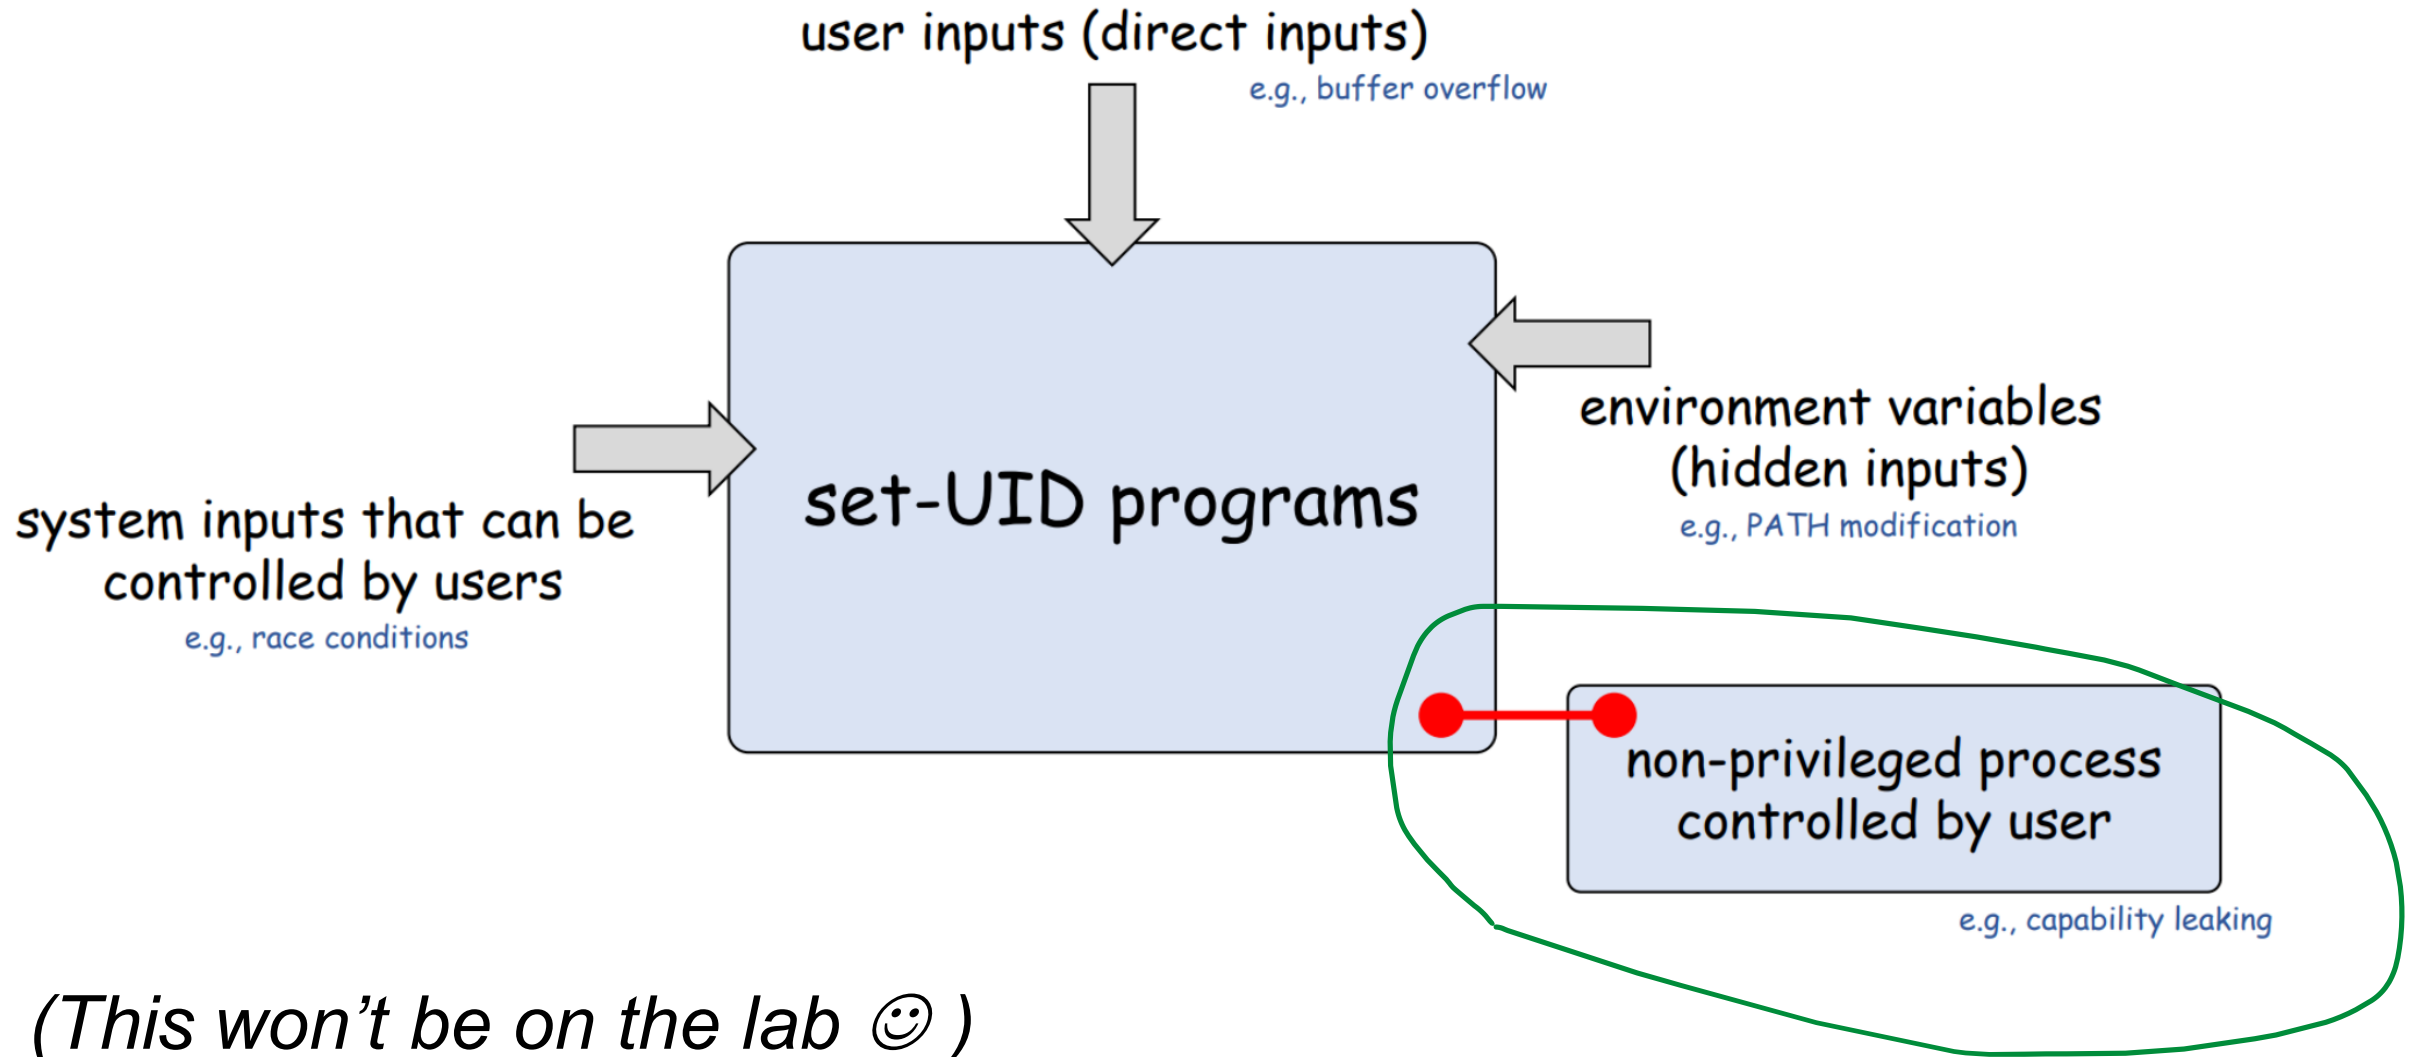 user inputs (direct inputs)
e.g., buffer overflow
environment variables
(hidden inputs)
e.g., PATH modification
set-UID programs
system inputs that can be
controlled by users
e.g., race conditions
non-privileged process
controlled by user
e.g., capability leaking
(This won’t be on the lab ☺ )